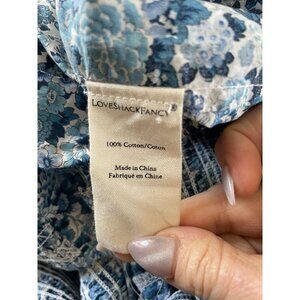 LOVESHACKFANCY®
100% Cotton/Coton
Made in China
Fabriqué en Chine